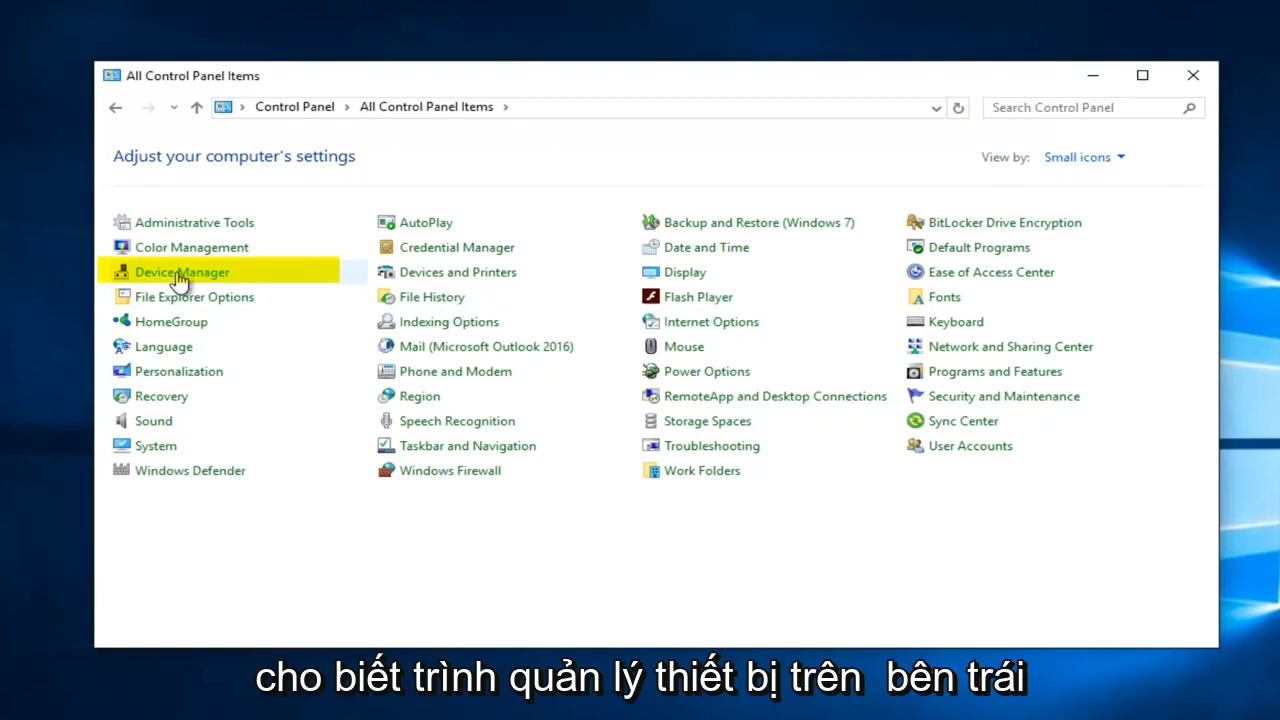 All Control Panel Items
Control Panel > All Control Panel Items >
Search Control Panel
Adjust your computer's settings
View by: Small icons
Administrative Tools
AutoPlay
Backup and Restore (Windows 7)
BitLocker Drive Encryption
Color Management
Credential Manager
Date and Time
Default Programs
Device Manager
Devices and Printers
Display
Ease of Access Center
File Explorer Options
File History
Flash Player
Fonts
HomeGroup
Indexing Options
Internet Options
Keyboard
Language
Mail (Microsoft Outlook 2016)
Mouse
Network and Sharing Center
Personalization
Phone and Modem
Power Options
Programs and Features
Recovery
Region
RemoteApp and Desktop Connections
Security and Maintenance
Sound
Speech Recognition
Storage Spaces
Sync Center
System
Taskbar and Navigation
Troubleshooting
User Accounts
Windows Defender
Windows Firewall
Work Folders
cho biết trình quản lý thiết bị trên bên trái